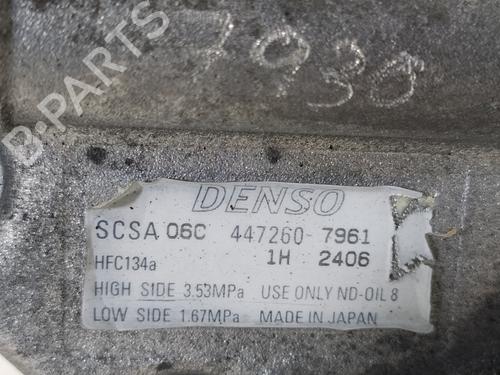 7980
B-PARTS
DENSO
SCSA 06C 447260-7961
HFC134a 1H 2406
HIGH SIDE 3.53MPa USE ONLY ND-OIL 8
LOW SIDE 1.67MPa MADE IN JAPAN